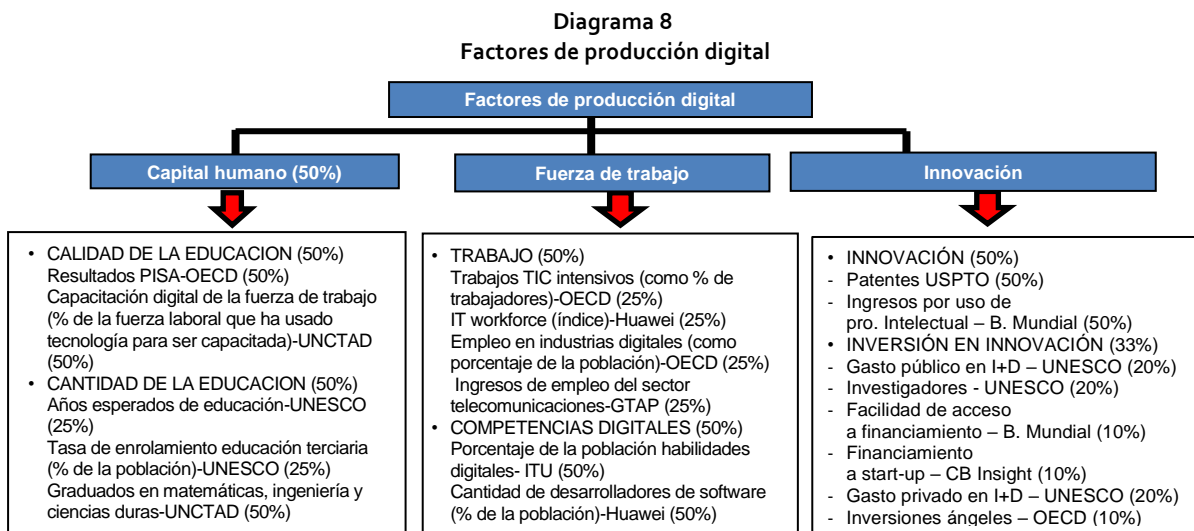 Diagrama 8
Factores de producción digital
Factores de producción digital
Capital humano (50%)
Fuerza de trabajo
Innovación
• CALIDAD DE LA EDUCACION (50%)
Resultados PISA-OECD (50%)
Capacitación digital de la fuerza de trabajo
(% de la fuerza laboral que ha usado
tecnología para ser capacitada)-UNCTAD
(50%)
• CANTIDAD DE LA EDUCACION (50%)
Años esperados de educación-UNESCO
(25%)
Tasa de enrolamiento educación terciaria
(% de la población)-UNESCO (25%)
Graduados en matemáticas, ingeniería y
ciencias duras-UNCTAD (50%)
• TRABAJO (50%)
Trabajos TIC intensivos (como % de
trabajadores)-OECD (25%)
IT workforce (índice)-Huawei (25%)
Empleo en industrias digitales (como
porcentaje de la población)-OECD (25%)
Ingresos de empleo del sector
telecomunicaciones-GTAP (25%)
• COMPETENCIAS DIGITALES (50%)
Porcentaje de la población habilidades
digitales- ITU (50%)
Cantidad de desarrolladores de software
(% de la población)-Huawei (50%)
• INNOVACIÓN (50%)
- Patentes USPTO (50%)
- Ingresos por uso de
pro. Intelectual – B. Mundial (50%)
• INVERSIÓN EN INNOVACIÓN (33%)
- Gasto público en I+D – UNESCO (20%)
- Investigadores - UNESCO (20%)
- Facilidad de acceso
a financiamiento – B. Mundial (10%)
- Financiamiento
a start-up – CB Insight (10%)
- Gasto privado en I+D – UNESCO (20%)
- Inversiones ángeles – OECD (10%)